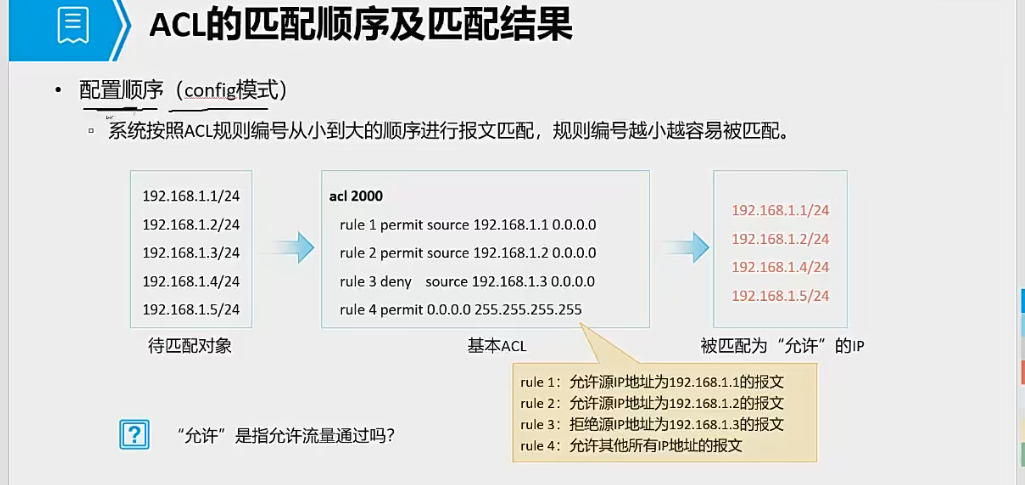 ACL的匹配顺序及匹配结果
• 配置顺序（config模式）
▫ 系统按照ACL规则编号从小到大的顺序进行报文匹配，规则编号越小越容易被匹配。
192.168.1.1/24
192.168.1.2/24
192.168.1.3/24
192.168.1.4/24
192.168.1.5/24
待匹配对象
acl 2000
rule 1 permit source 192.168.1.1 0.0.0.0
rule 2 permit source 192.168.1.2 0.0.0.0
rule 3 deny source 192.168.1.3 0.0.0.0
rule 4 permit 0.0.0.0 255.255.255.255
基本ACL
192.168.1.1/24
192.168.1.2/24
192.168.1.4/24
192.168.1.5/24
被匹配为“允许”的IP
rule 1：允许源IP地址为192.168.1.1的报文
rule 2：允许源IP地址为192.168.1.2的报文
rule 3：拒绝源IP地址为192.168.1.3的报文
rule 4：允许其他所有IP地址的报文
? “允许”是指允许流量通过吗？